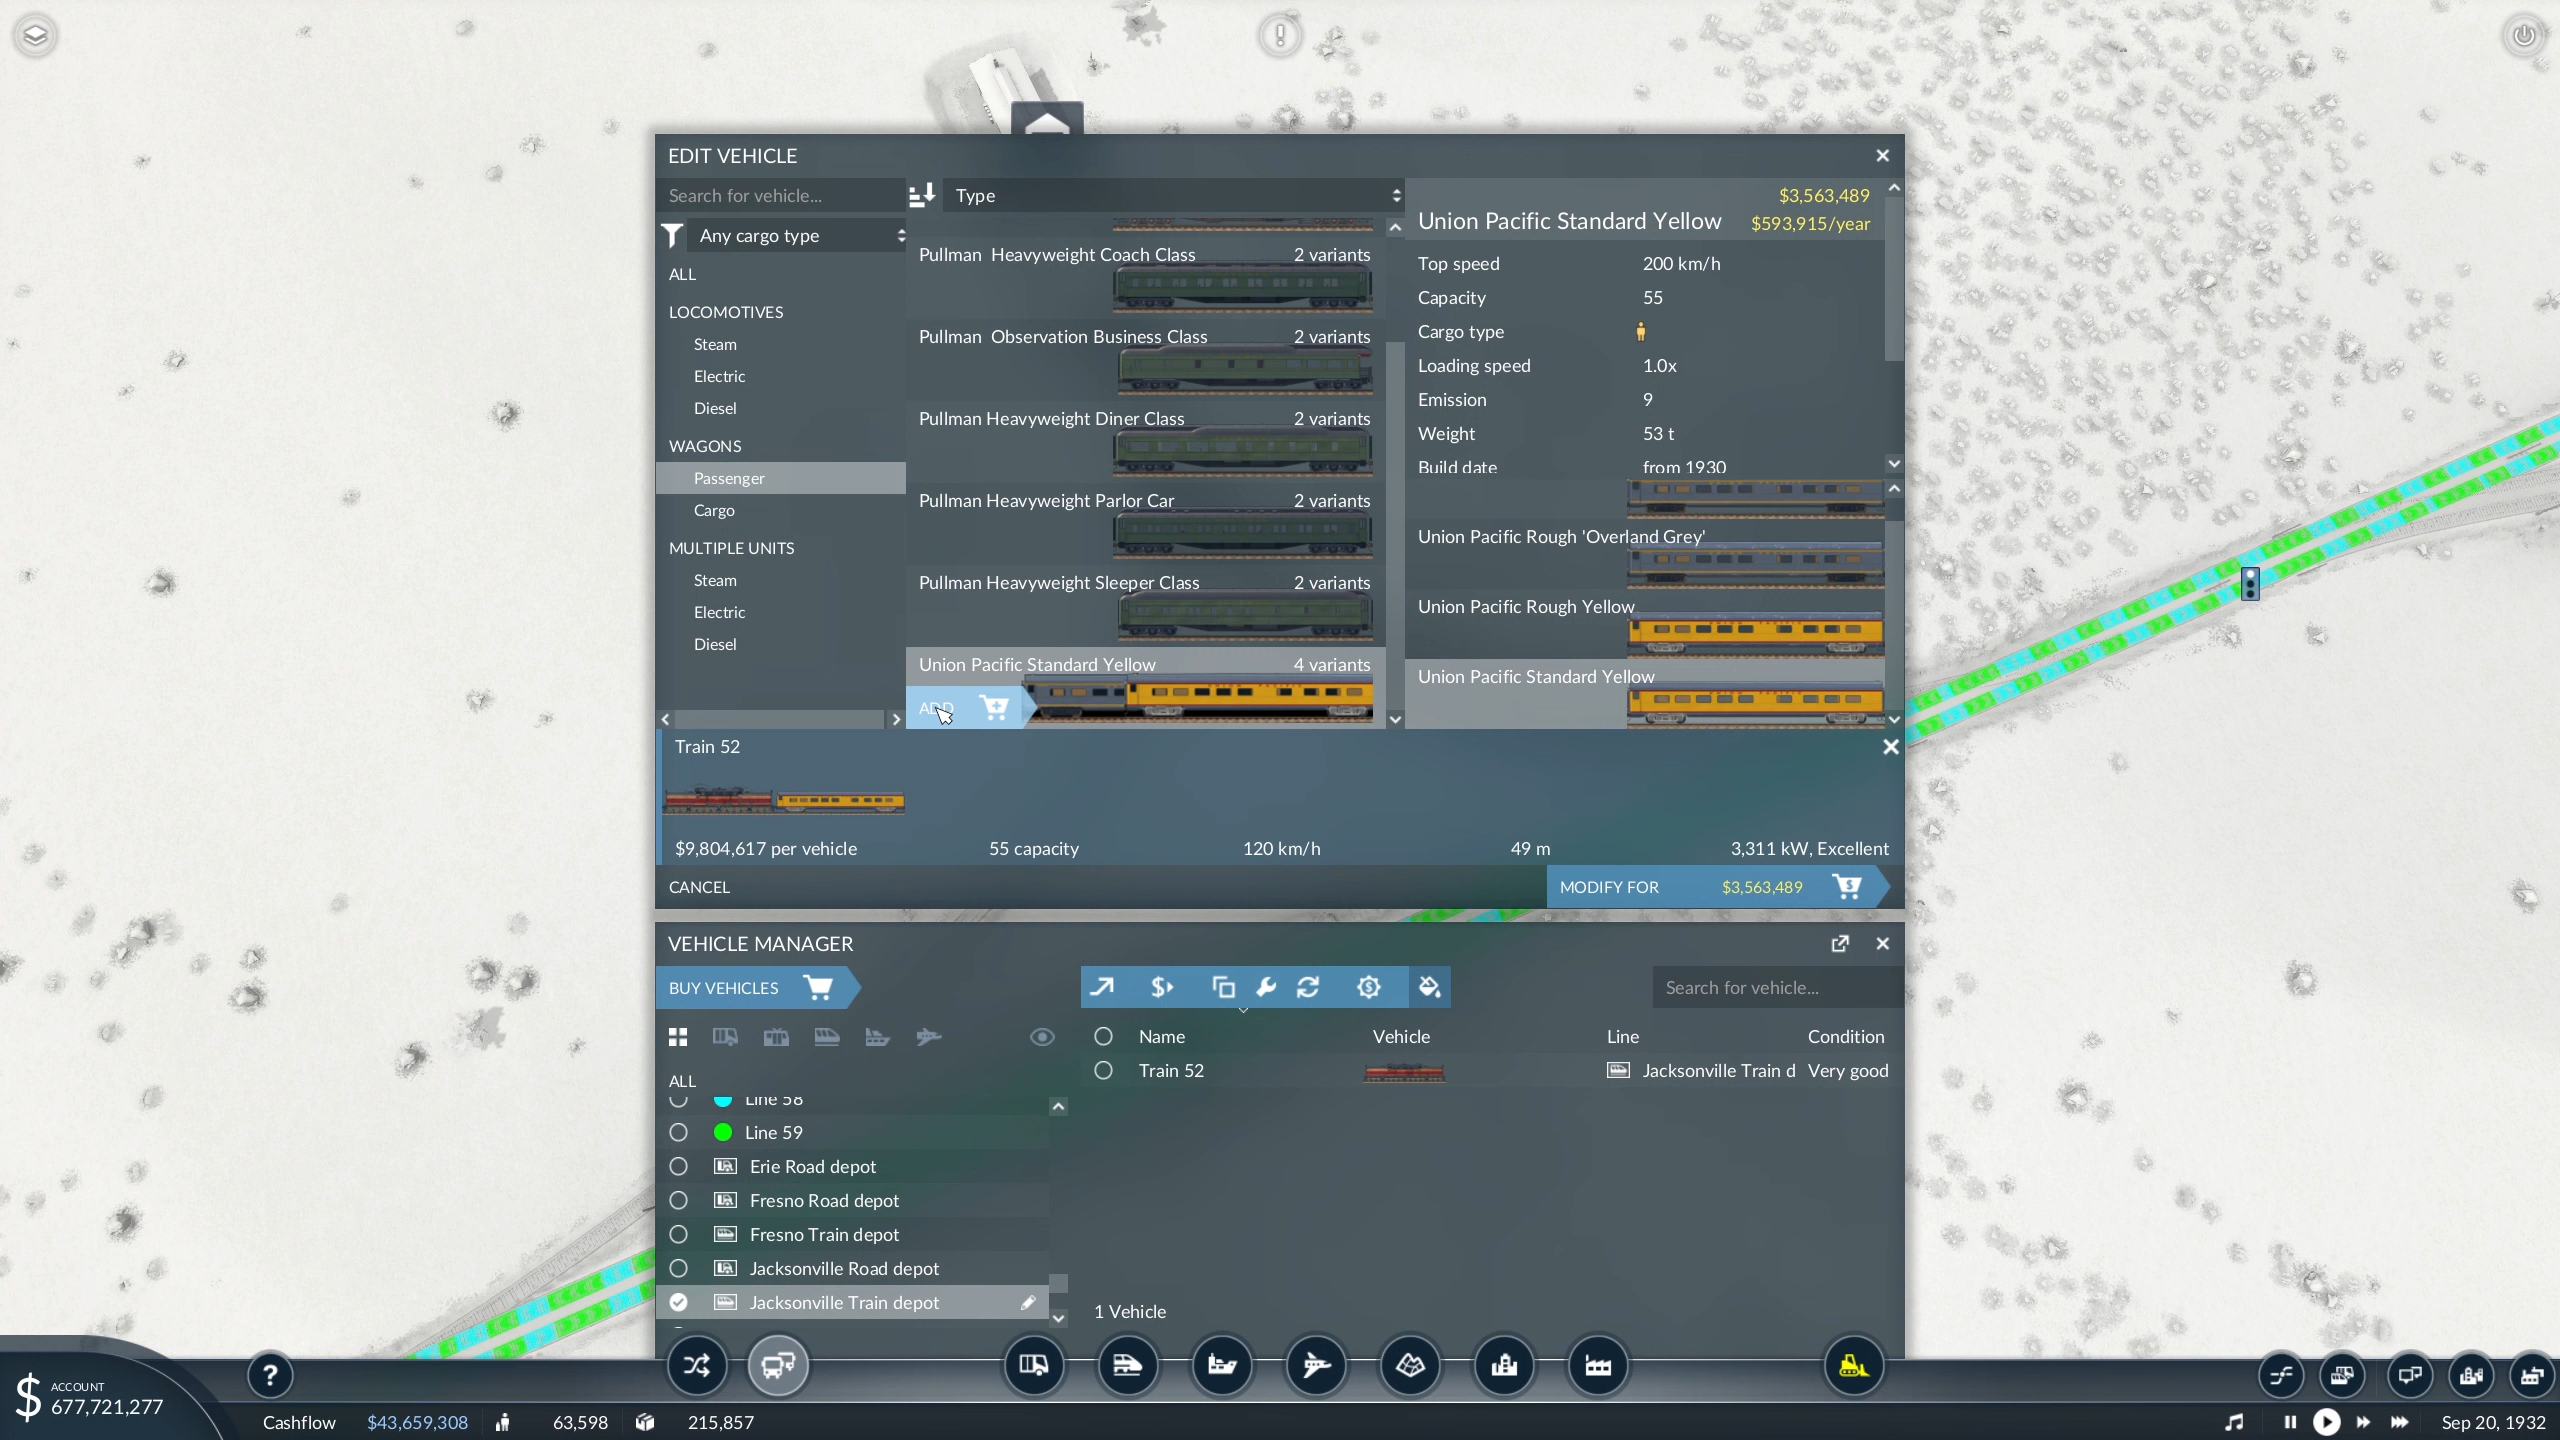 EDIT VEHICLE
Search for vehicle...
Type
Any cargo type
ALL
LOCOMOTIVES
Steam
Electric
Diesel
WAGONS
Passenger
Cargo
MULTIPLE UNITS
Steam
Electric
Diesel
Pullman  Heavyweight Coach Class 2 variants
Pullman  Observation Business Class 2 variants
Pullman Heavyweight Diner Class 2 variants
Pullman Heavyweight Parlor Car 2 variants
Pullman Heavyweight Sleeper Class 2 variants
Union Pacific Standard Yellow 4 variants
ADD
$3,563,489
Union Pacific Standard Yellow $593,915/year
Top speed 200 km/h
Capacity 55
Cargo type
Loading speed 1.0x
Emission 9
Weight 53 t
Build date from 1930
Union Pacific Rough 'Overland Grey'
Union Pacific Rough Yellow
Union Pacific Standard Yellow
Train 52
$9,804,617 per vehicle 55 capacity 120 km/h 49 m 3,311 kW, Excellent
CANCEL MODIFY FOR $3,563,489
VEHICLE MANAGER
BUY VEHICLES
Search for vehicle...
ALL
Line 58
Line 59
Erie Road depot
Fresno Road depot
Fresno Train depot
Jacksonville Road depot
Jacksonville Train depot
Name Vehicle Line Condition
Train 52 Jacksonville Train d Very good
1 Vehicle
$ ACCOUNT
677,721,277
?
Cashflow $43,659,308 63,598 215,857
Sep 20, 1932